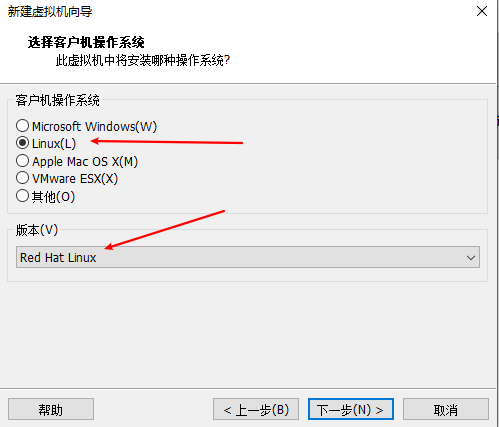 新建虚拟机向导
选择客户机操作系统
此虚拟机中将安装哪种操作系统?
客户机操作系统
Microsoft Windows(W)
Linux(L)
Apple Mac OS X(M)
VMware ESX(X)
其他(O)
版本(V)
Red Hat Linux
帮助
< 上一步(B)
下一步(N) >
取消